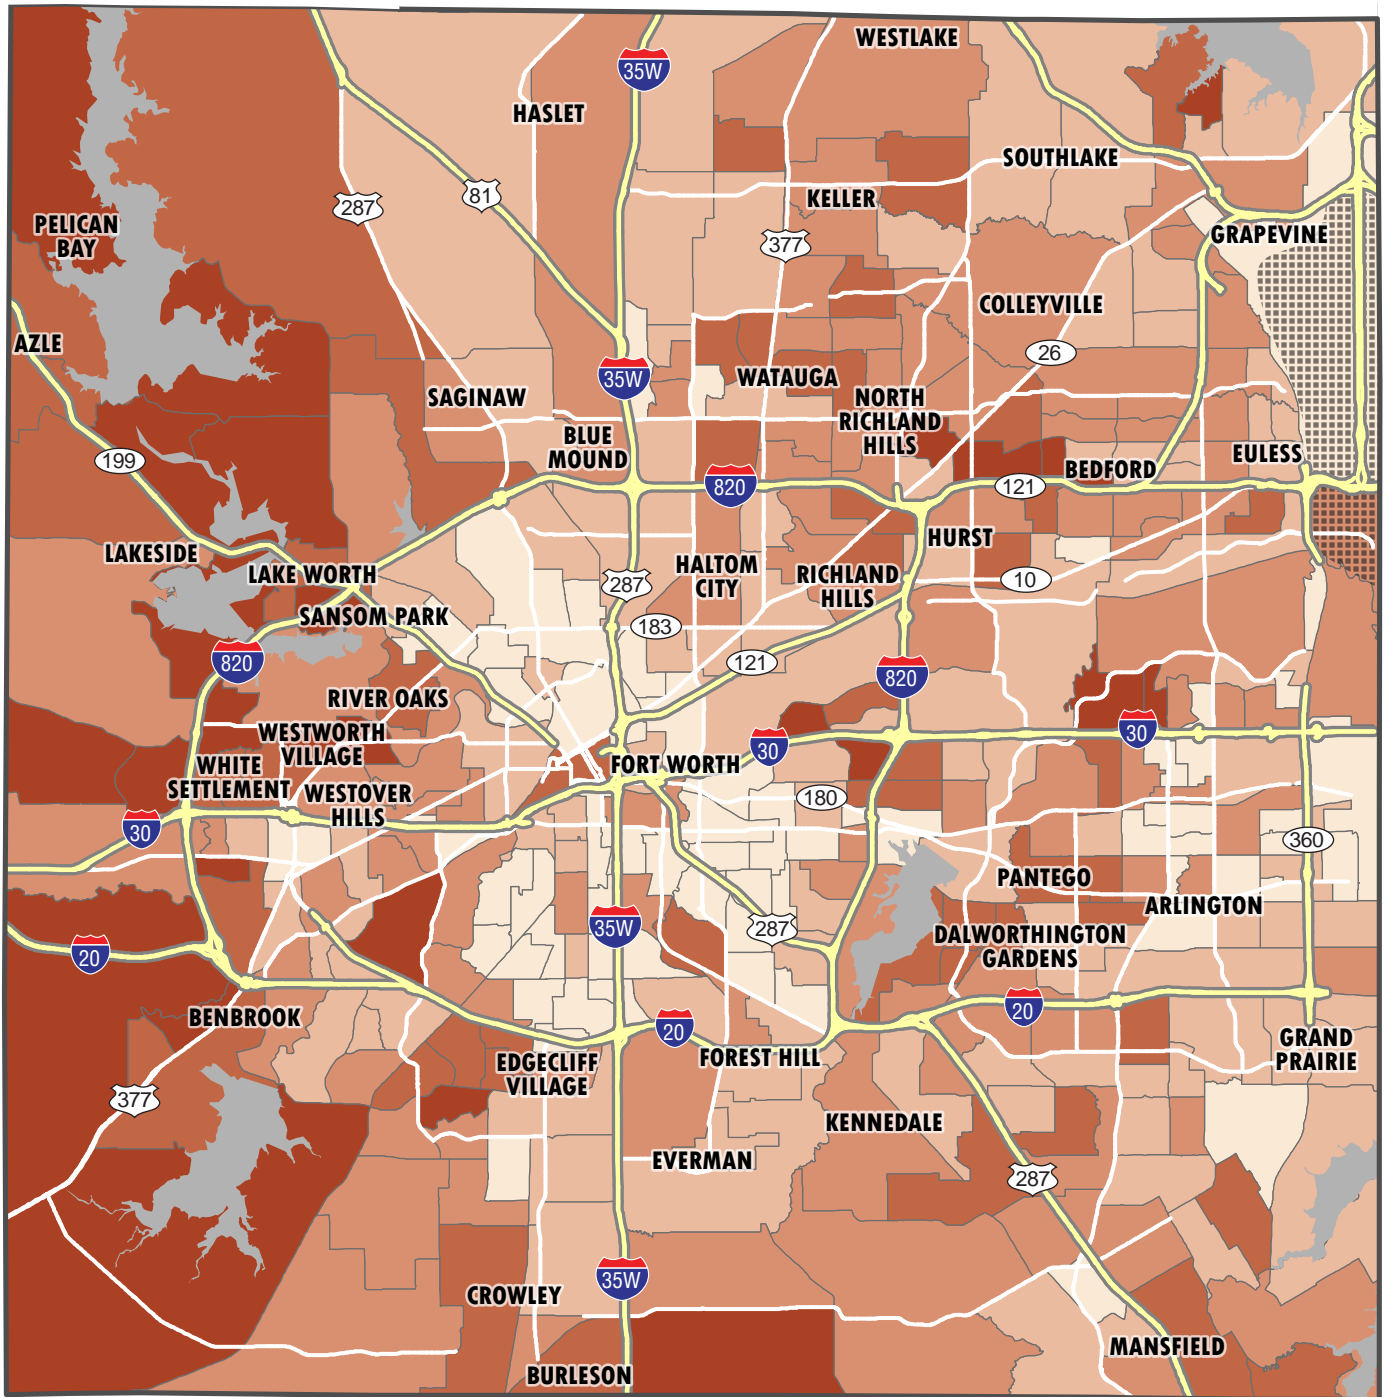 WESTLAKE
35W
HASLET
SOUTHLAKE
81
287
KELLER
PELICAN
BAY
377
GRAPEVINE
COLLEYVILLE
AZLE
26
35W
WATAUGA
SAGINAW
NORTH
RICHLAND
HILLS
BLUE
MOUND
EULESS
199
BEDFORD
820
121
HURST
LAKESIDE
LAKE WORTH
HALTOM
CITY
RICHLAND
HILLS
287
10
SANSOM PARK
183
820
121
820
RIVER OAKS
WESTWORTH
VILLAGE
30
30
WHITE
SETTLEMENT
FORT WORTH
WESTOVER
HILLS
180
30
360
PANTEGO
ARLINGTON
35W
287
DALWORTHINGTON
GARDENS
20
20
BENBROOK
20
EDGECLIFF
VILLAGE
FOREST HILL
GRAND
PRAIRIE
377
KENNEDALE
EVERMAN
287
35W
CROWLEY
MANSFIELD
BURLESON